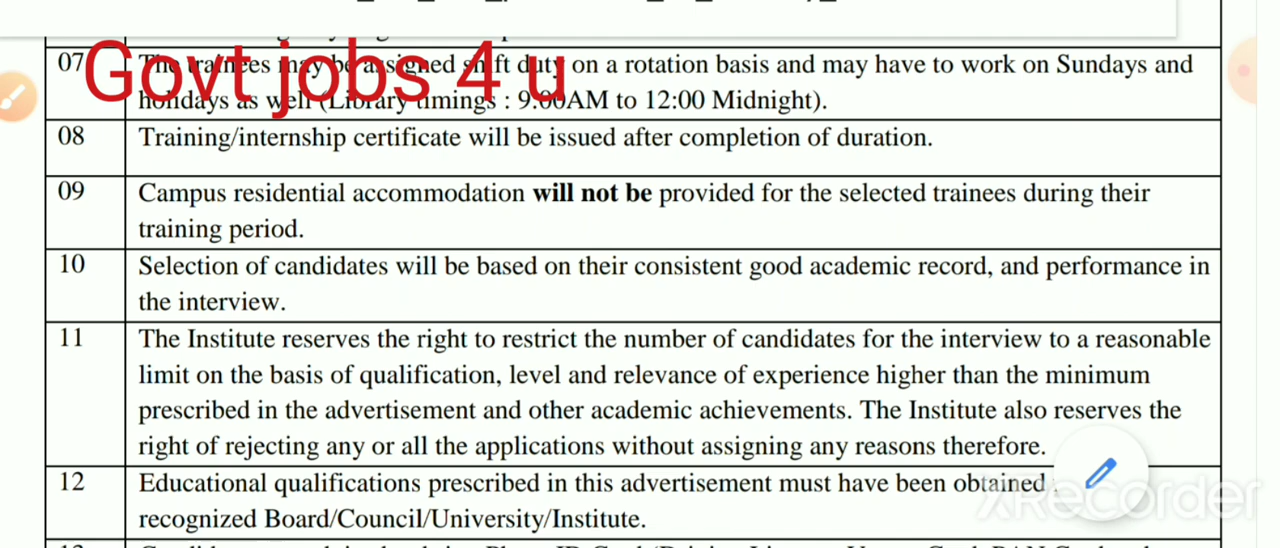 Govt jobs 4 u
07 The trainees may be assigned shift duty on a rotation basis and may have to work on Sundays and
holidays as well (Library timings : 9:00AM to 12:00 Midnight).
08 Training/internship certificate will be issued after completion of duration.
09 Campus residential accommodation will not be provided for the selected trainees during their
training period.
10 Selection of candidates will be based on their consistent good academic record, and performance in
the interview.
11 The Institute reserves the right to restrict the number of candidates for the interview to a reasonable
limit on the basis of qualification, level and relevance of experience higher than the minimum
prescribed in the advertisement and other academic achievements. The Institute also reserves the
right of rejecting any or all the applications without assigning any reasons therefore.
12 Educational qualifications prescribed in this advertisement must have been obtained
recognized Board/Council/University/Institute.
XRecorder